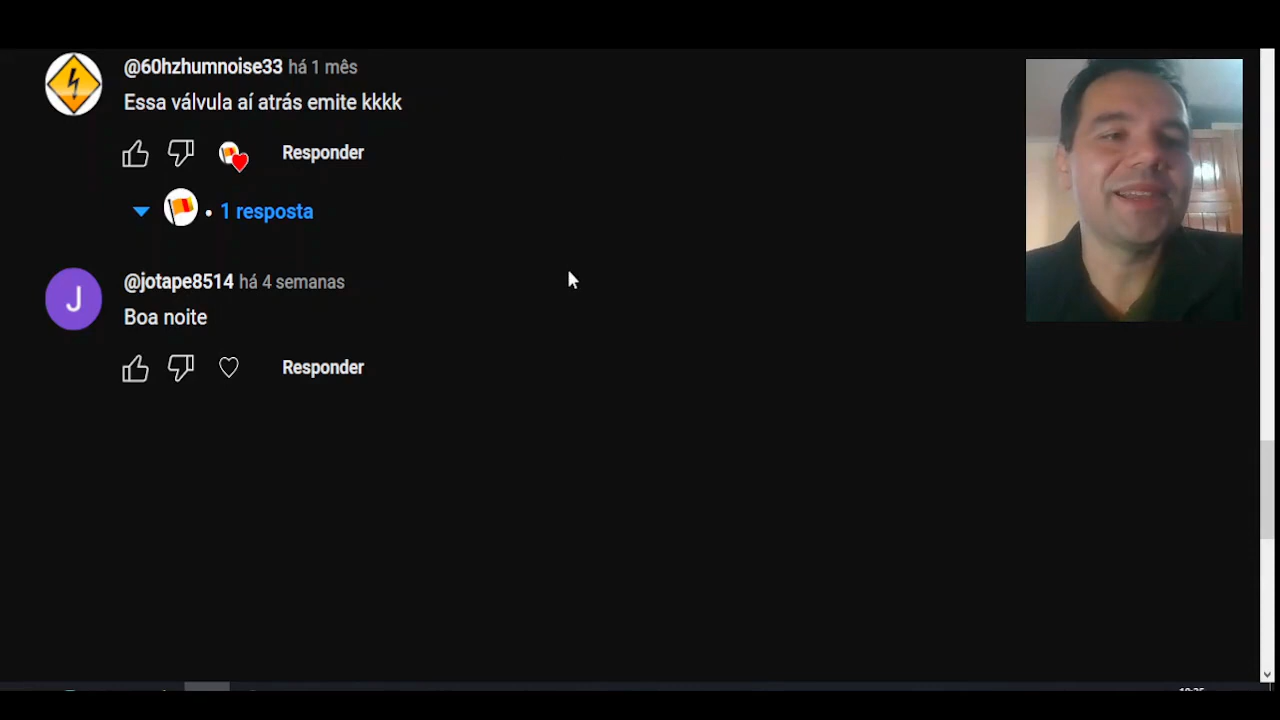 @60hzhumnoise33 há 1 mês
Essa válvula aí atrás emite kkkk
Responder
1 resposta
@jotape8514 há 4 semanas
J
Boa noite
Responder